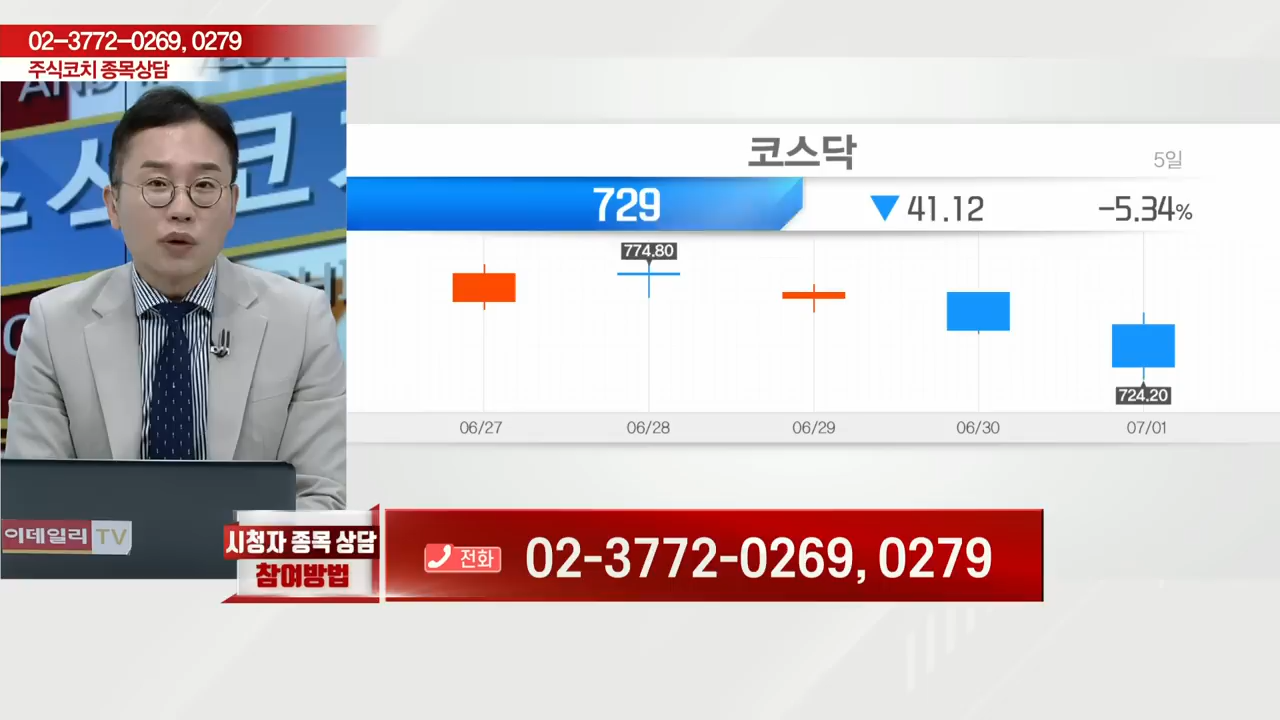 02-3772-0269, 0279
주식코치 종목상담
코스닥
5일
729
▼ 41.12
-5.34%
774.80
724.20
06/27
06/28
06/29
06/30
07/01
이데일리 TV
시청자 종목 상담
참여방법
전화
02-3772-0269, 0279